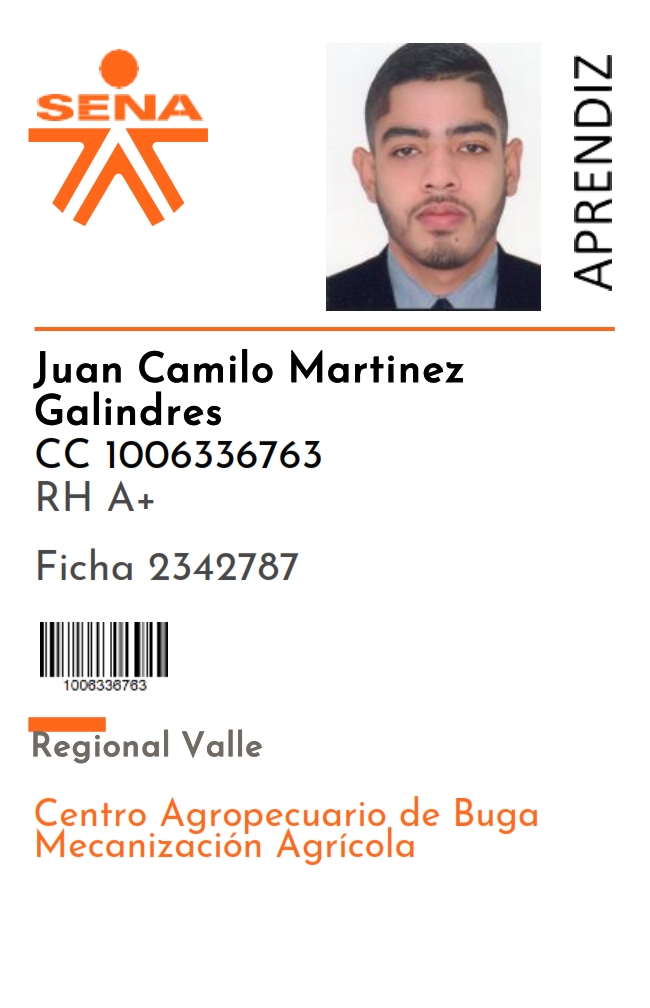 SENA
APRENDIZ
Juan Camilo Martinez
Galindres
CC 1006336763
RH A+
Ficha 2342787
1006336763
Regional Valle
Centro Agropecuario de Buga
Mecanización Agrícola